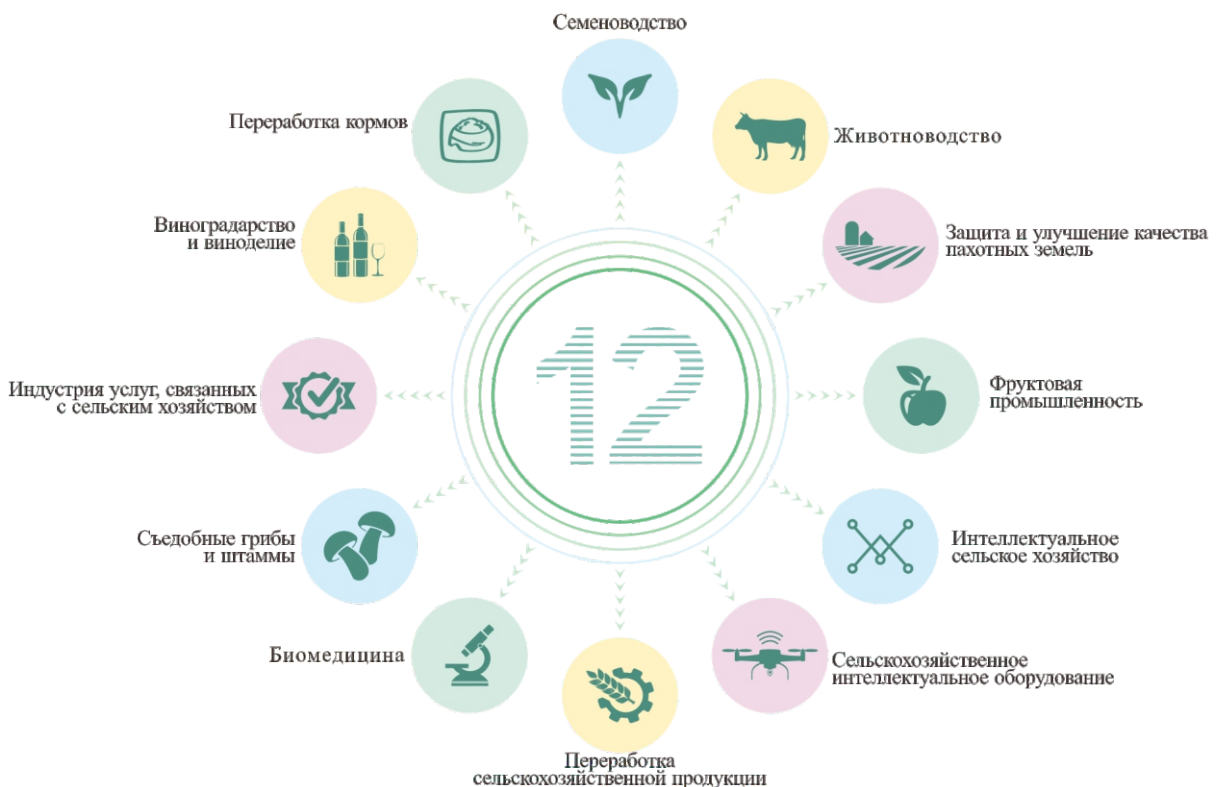 Семеноводство
Животноводство
Защита и улучшение качества
пахотных земель
Фруктовая
промышленность
Интеллектуальное
сельское хозяйство
Сельскохозяйственное
интеллектуальное оборудование
Переработка
сельскохозяйственной продукции
Биомедицина
Съедобные грибы
и штаммы
Индустрия услуг, связанных
с сельским хозяйством
Виноградарство
и виноделие
Переработка кормов
12